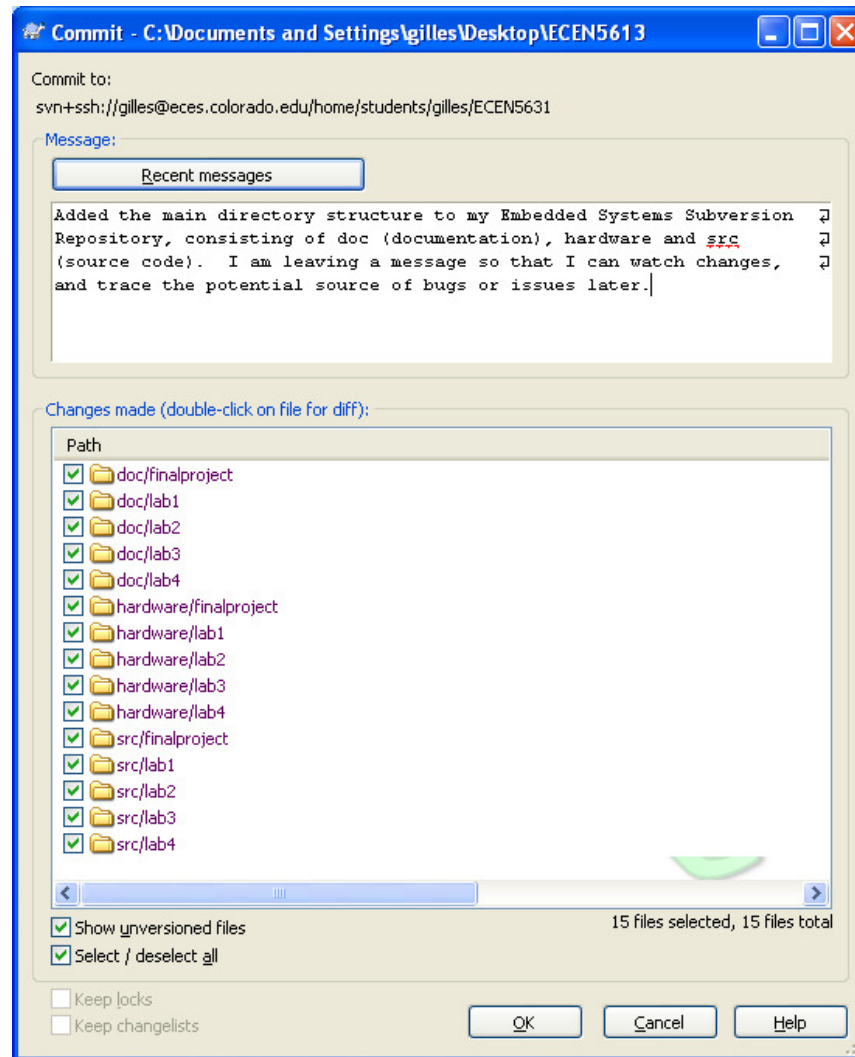 Commit - C:\Documents and Settings\gilles\Desktop\ECEN5613
Commit to:
svn+ssh://gilles@eces.colorado.edu/home/students/gilles/ECEN5631
Message:
Recent messages
Added the main directory structure to my Embedded Systems Subversion
Repository, consisting of doc (documentation), hardware and src
(source code).  I am leaving a message so that I can watch changes,
and trace the potential source of bugs or issues later.
Changes made (double-click on file for diff):
Path
doc/finalproject
doc/lab1
doc/lab2
doc/lab3
doc/lab4
hardware/finalproject
hardware/lab1
hardware/lab2
hardware/lab3
hardware/lab4
src/finalproject
src/lab1
src/lab2
src/lab3
src/lab4
Show unversioned files
15 files selected, 15 files total
Select / deselect all
Keep locks
Keep changelists
OK Cancel Help